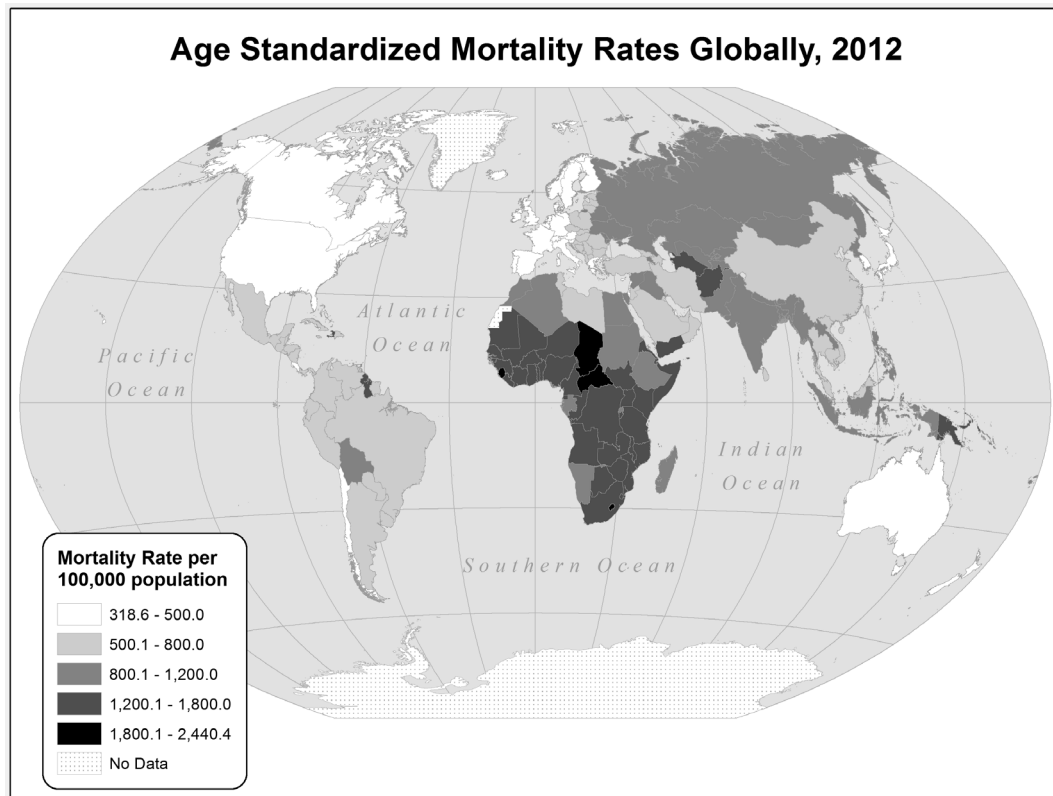 Age Standardized Mortality Rates Globally, 2012
Atlantic
Ocean
Pacific
Ocean
Indian
Ocean
Southern Ocean
Mortality Rate per
100,000 population
318.6 - 500.0
500.1 - 800.0
800.1 - 1,200.0
1,200.1 - 1,800.0
1,800.1 - 2,440.4
No Data